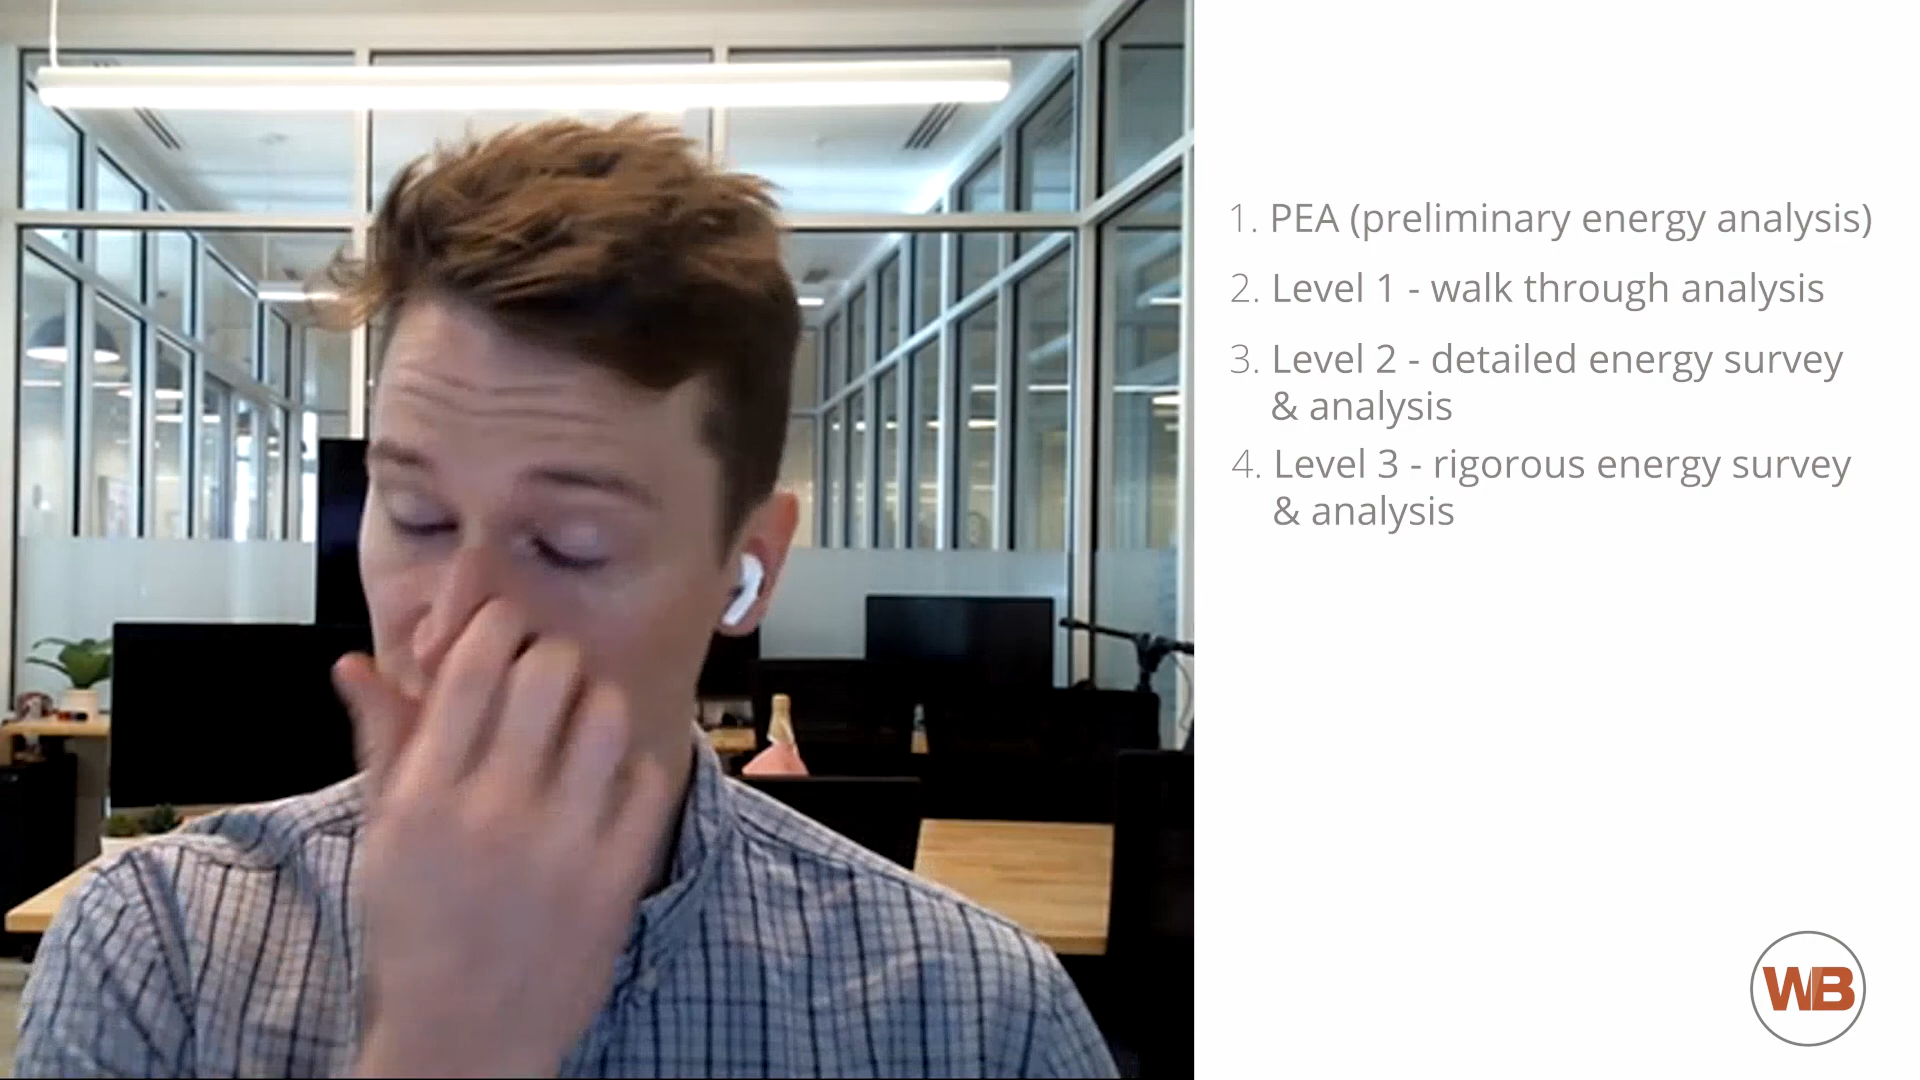 1. PEA (preliminary energy analysis)
2. Level 1 - walk through analysis
3. Level 2 - detailed energy survey
& analysis
4. Level 3 - rigorous energy survey
& analysis
WB